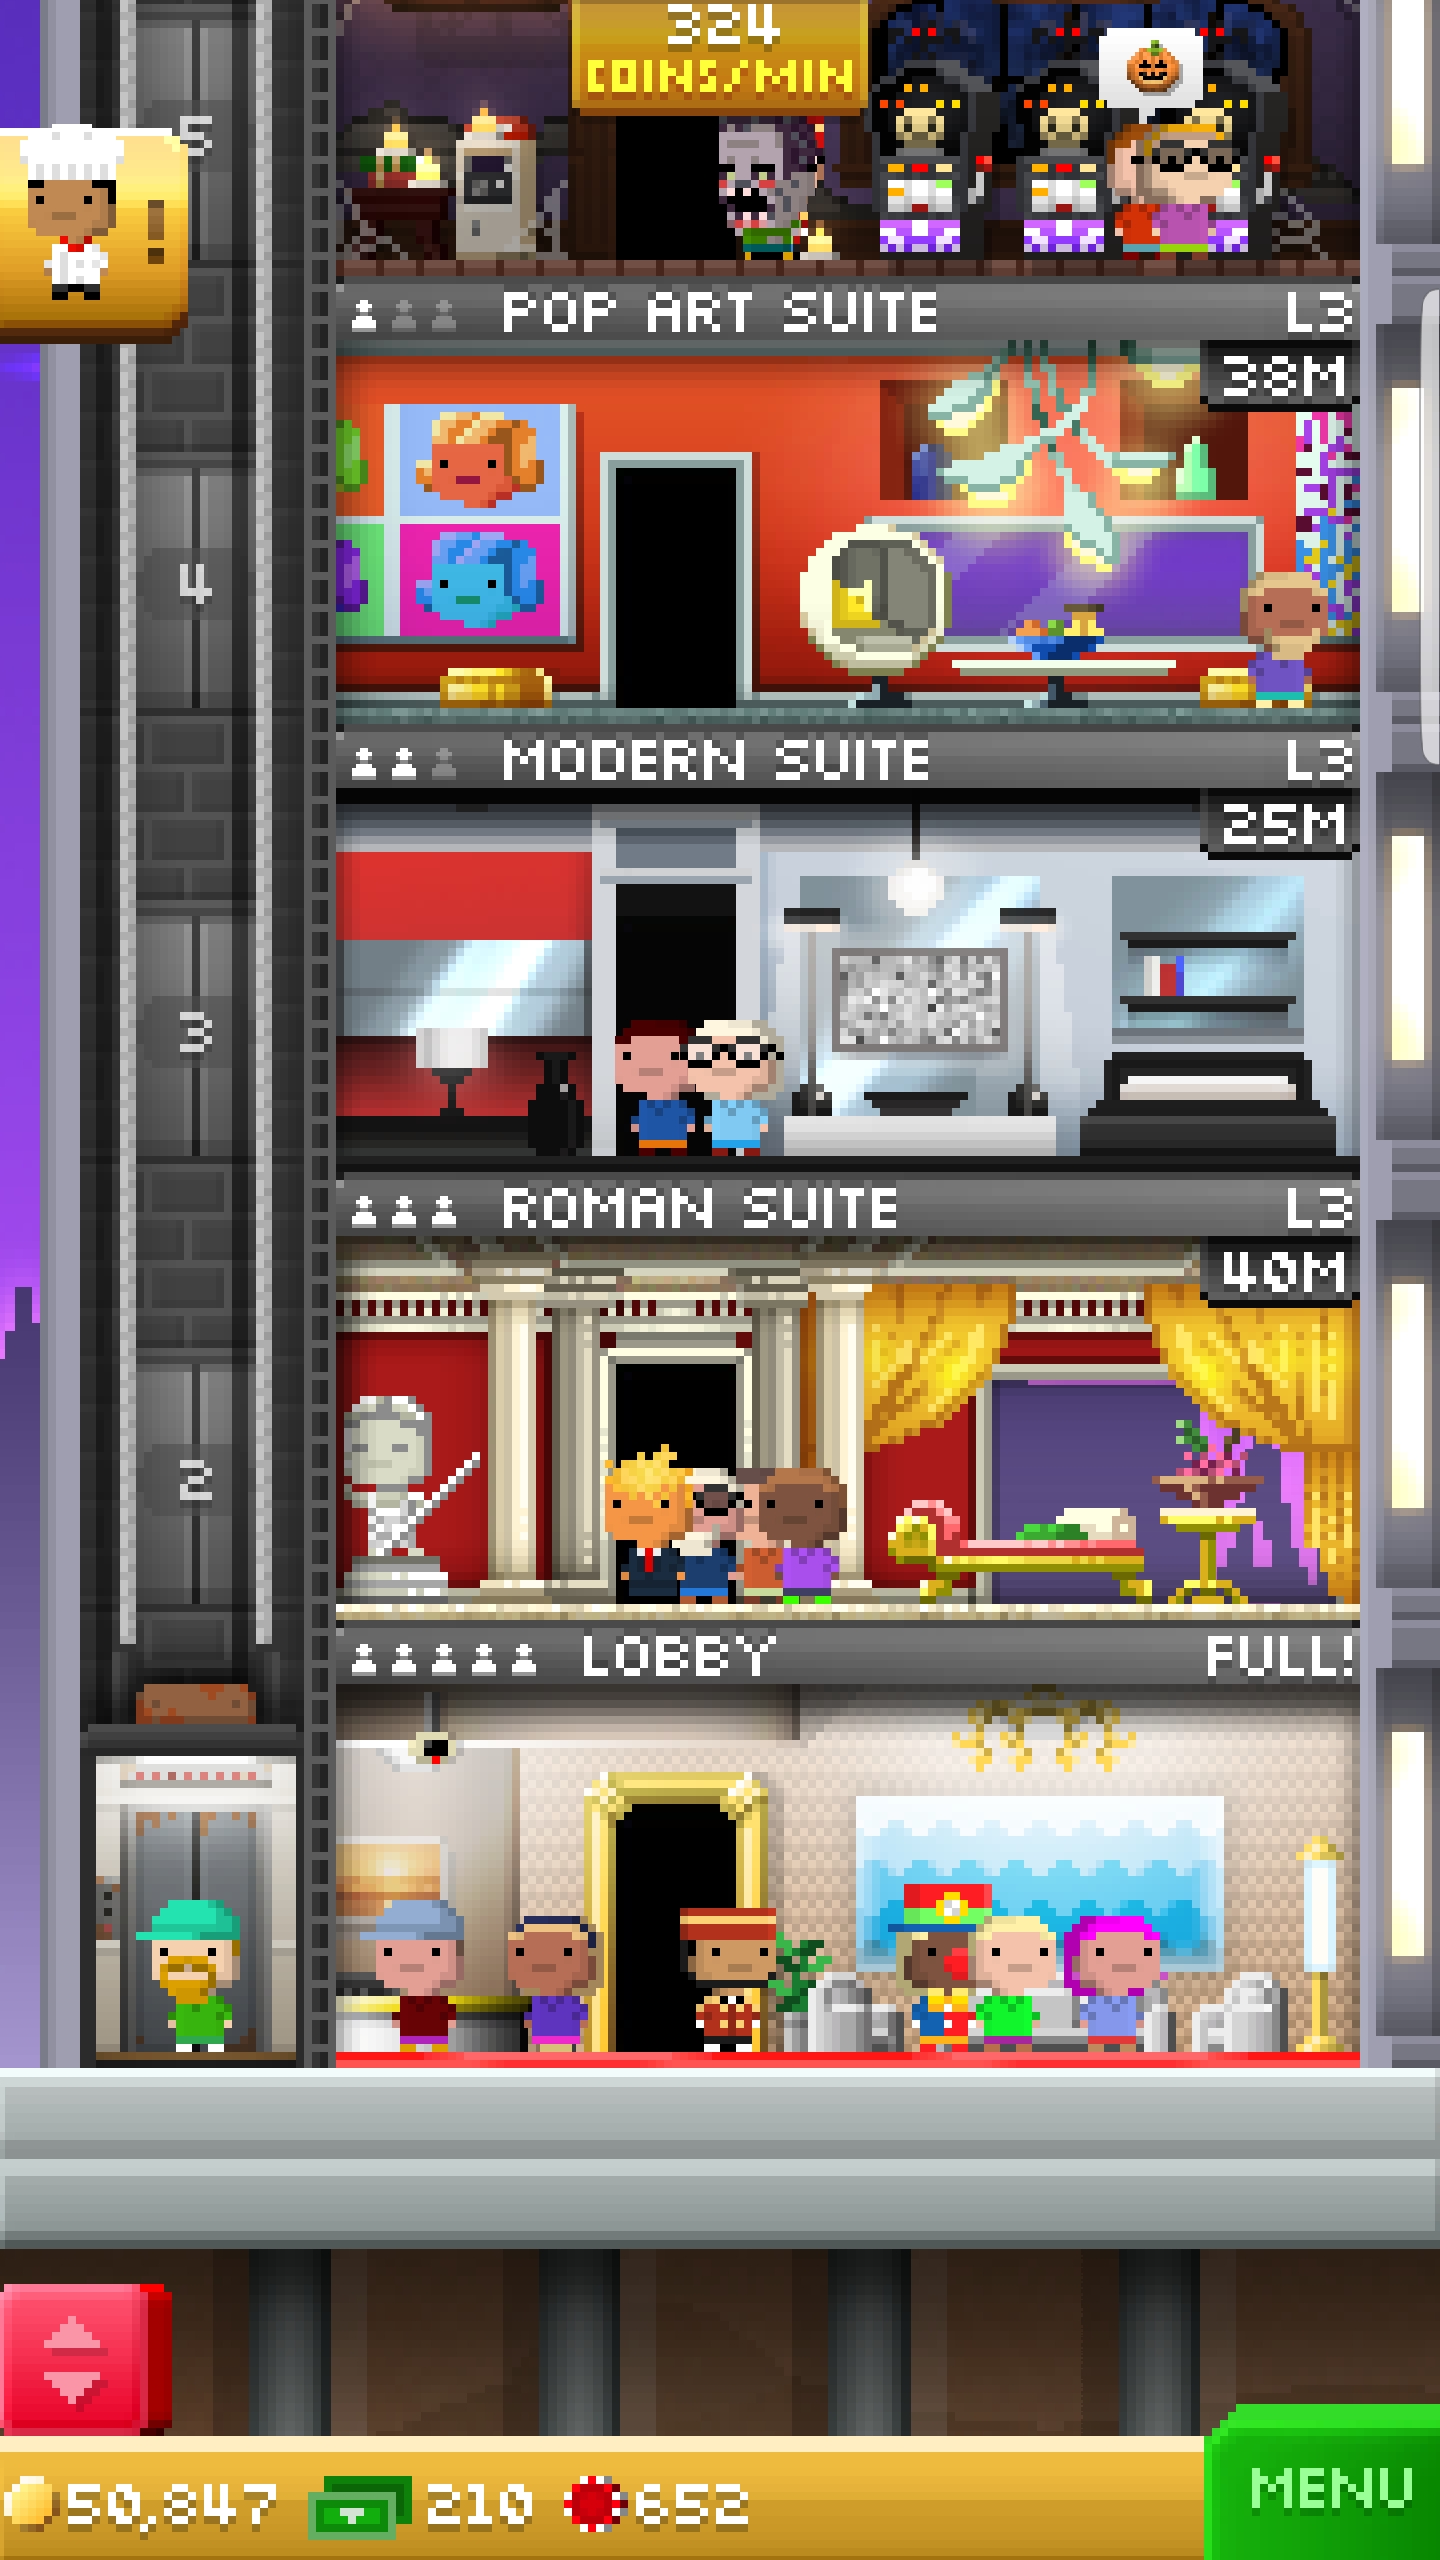 324
COINS/MIN
5
!
POP ART SUITE L3
38M
4
MODERN SUITE L3
25M
3
ROMAN SUITE L3
40M
2
LOBBY FULL!
MENU
50,847 210 652